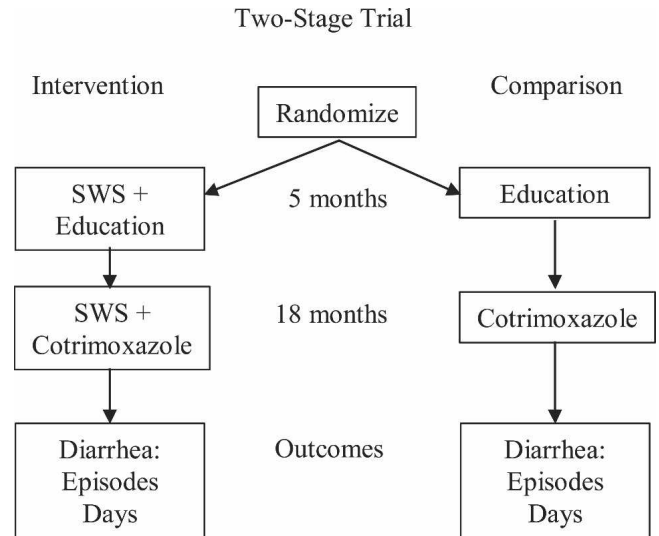 Two-Stage Trial
Intervention
Comparison
Randomize
SWS +
Education
5 months
Education
SWS +
Cotrimoxazole
18 months
Cotrimoxazole
Diarrhea:
Episodes
Days
Outcomes
Diarrhea:
Episodes
Days